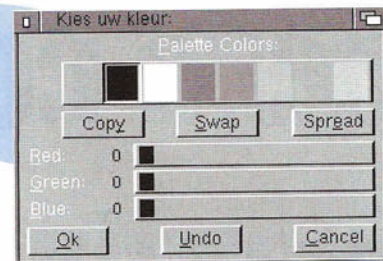 Kies uw kleur:
Palette Colors:
Copy Swap Spread
Red: 0
Green: 0
Blue: 0
Ok Undo Cancel